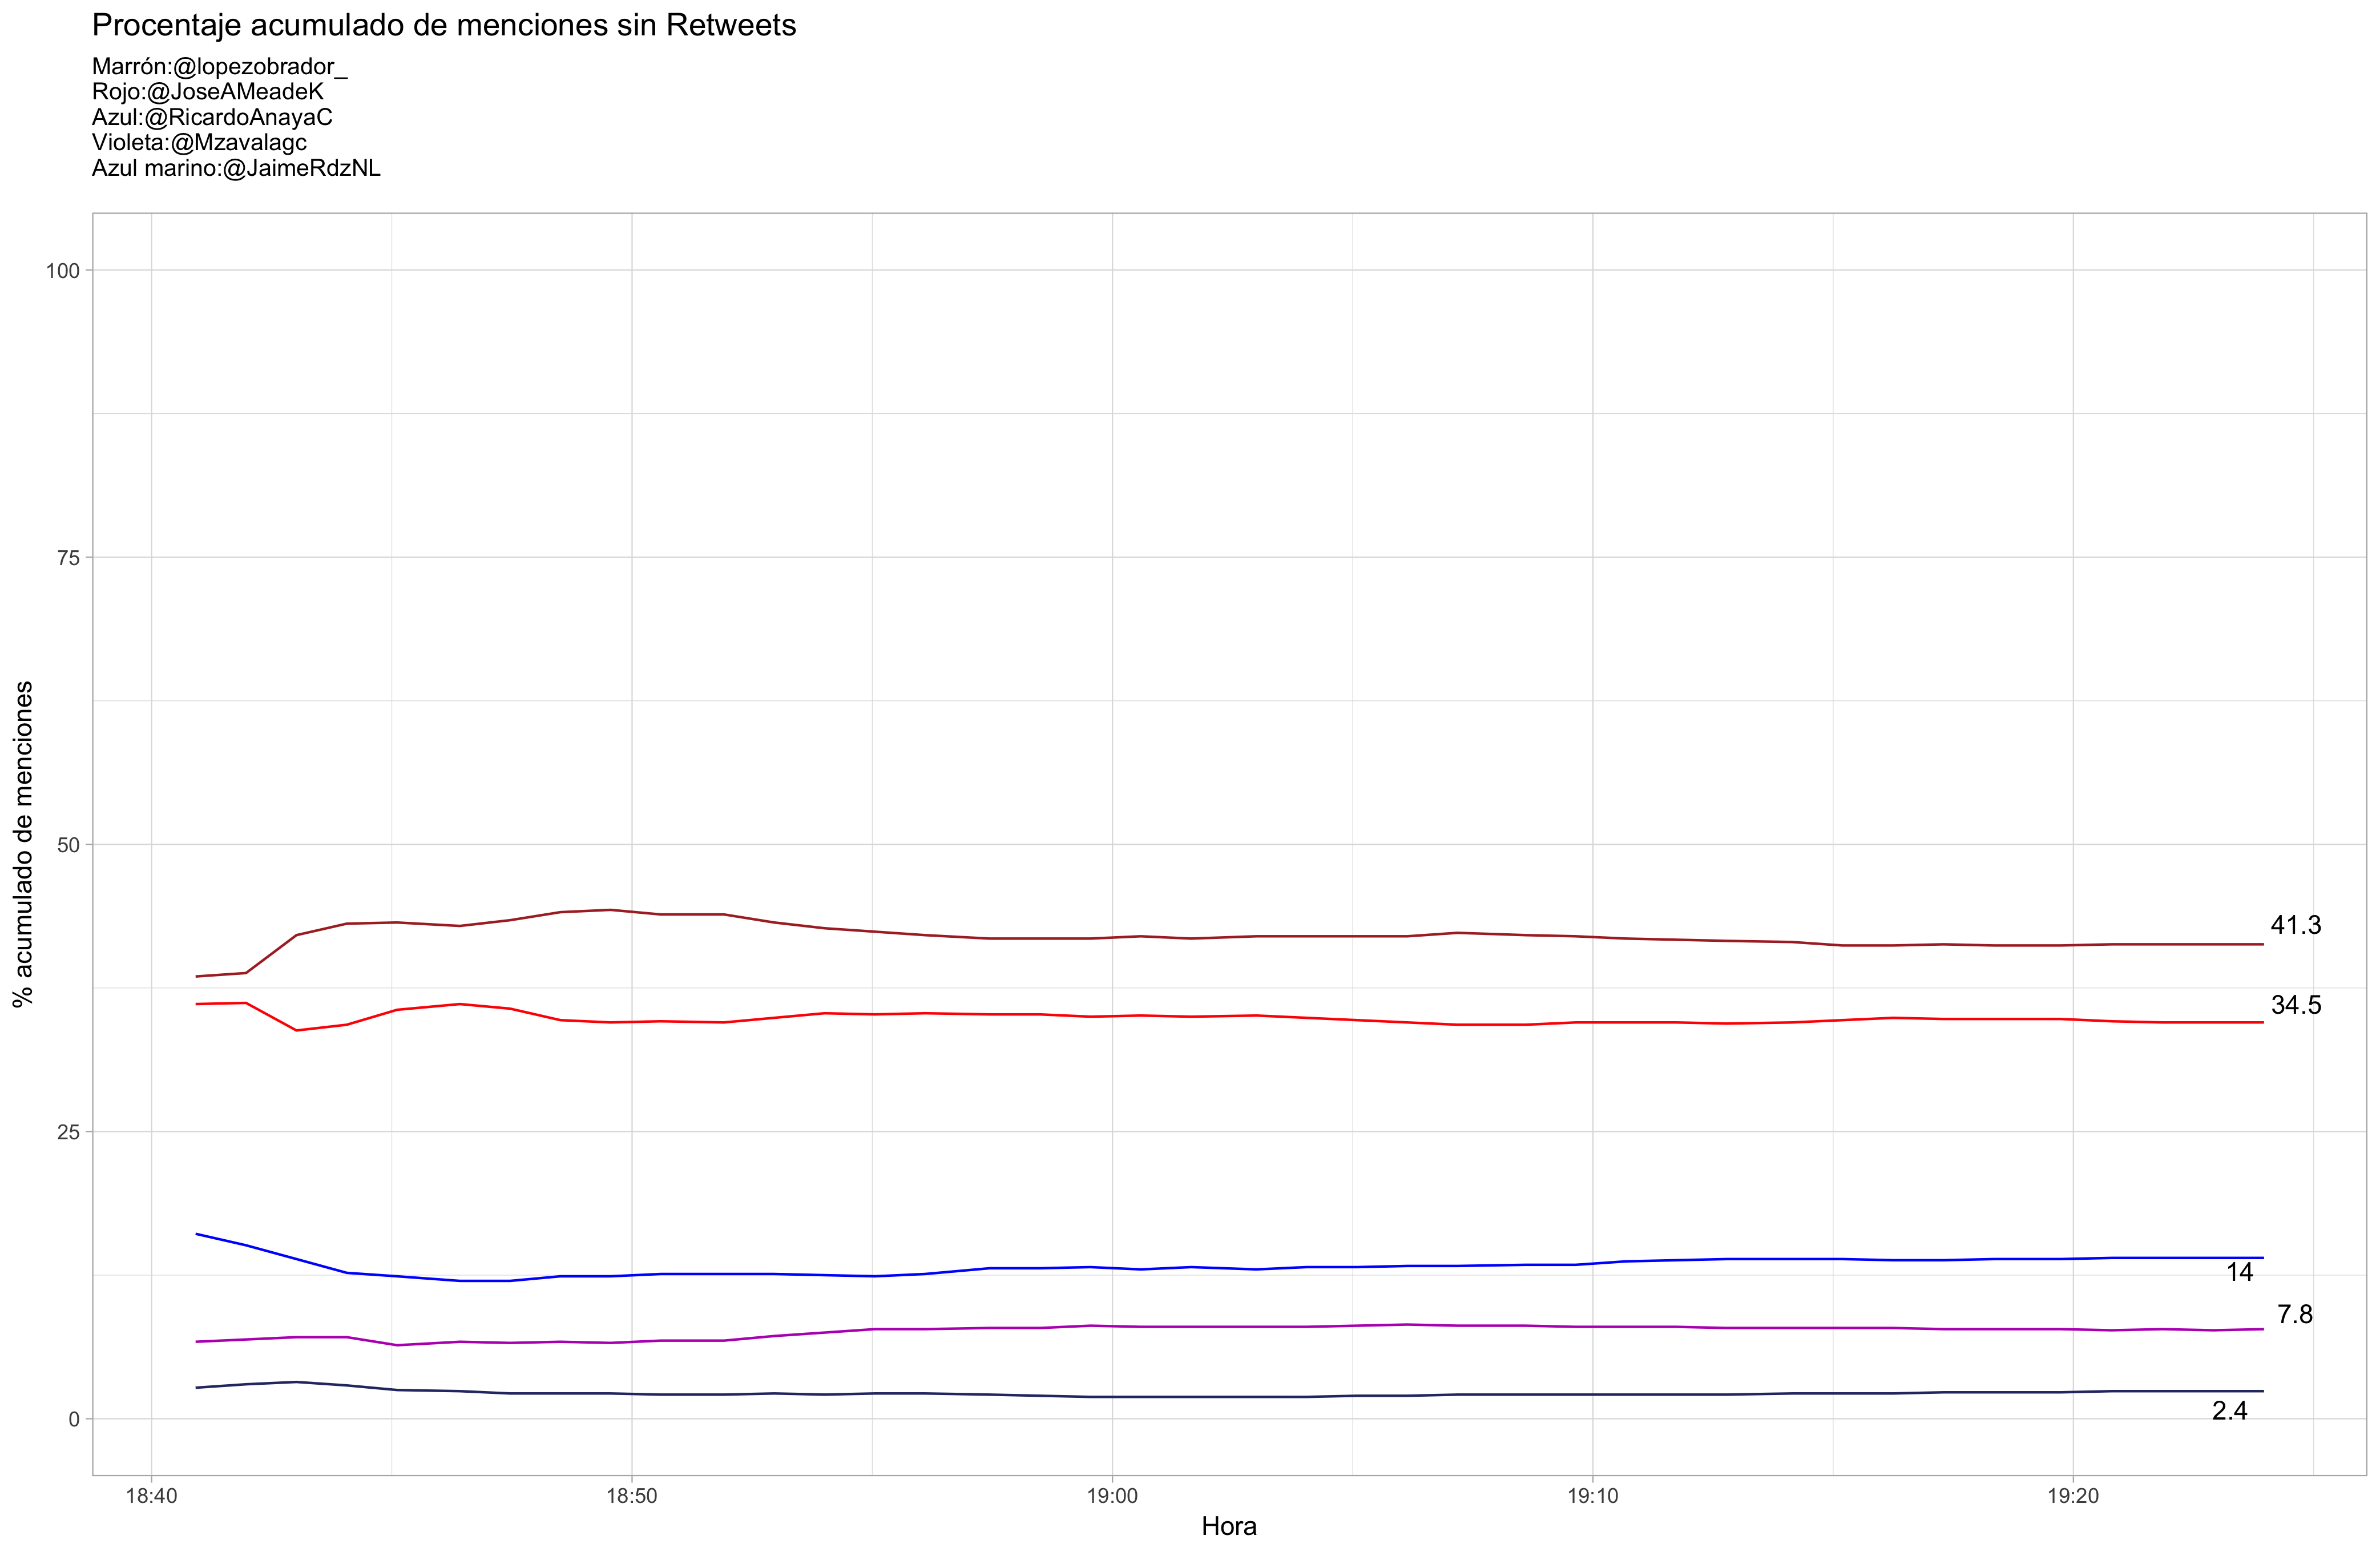 Procentaje acumulado de menciones sin Retweets
Marrón:@lopezobrador_
Rojo:@JoseAMeadeK
Azul:@RicardoAnayaC
Violeta:@Mzavalagc
Azul marino:@JaimeRdzNL
100
75
50
25
0
% acumulado de menciones
41.3
34.5
14
7.8
2.4
18:40
18:50
19:00
19:10
19:20
Hora